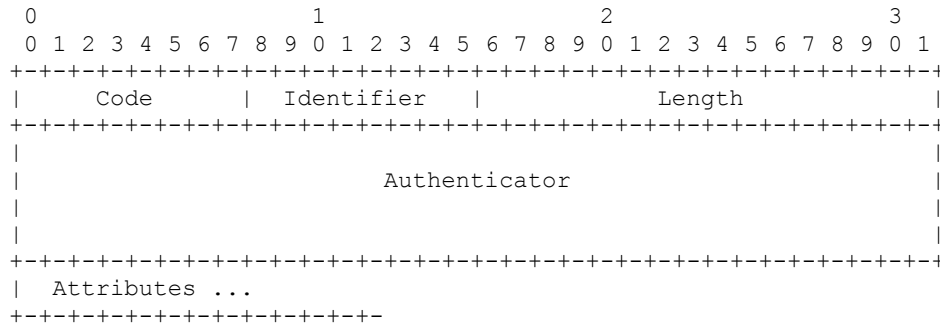 0                   1                   2                   3
 0 1 2 3 4 5 6 7 8 9 0 1 2 3 4 5 6 7 8 9 0 1 2 3 4 5 6 7 8 9 0 1
+-+-+-+-+-+-+-+-+-+-+-+-+-+-+-+-+-+-+-+-+-+-+-+-+-+-+-+-+-+-+-+-+
|     Code      |  Identifier   |            Length             |
+-+-+-+-+-+-+-+-+-+-+-+-+-+-+-+-+-+-+-+-+-+-+-+-+-+-+-+-+-+-+-+-+
|                                                               |
|                         Authenticator                         |
|                                                               |
|                                                               |
+-+-+-+-+-+-+-+-+-+-+-+-+-+-+-+-+-+-+-+-+-+-+-+-+-+-+-+-+-+-+-+-+
|  Attributes ...
+-+-+-+-+-+-+-+-+-+-+-+-+-